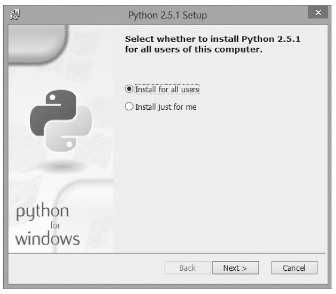 Python 2.5.1 Setup
Select whether to install Python 2.5.1
for all users of this computer.
Install for all users
Install just for me
python
for
windows
Back
Next >
Cancel